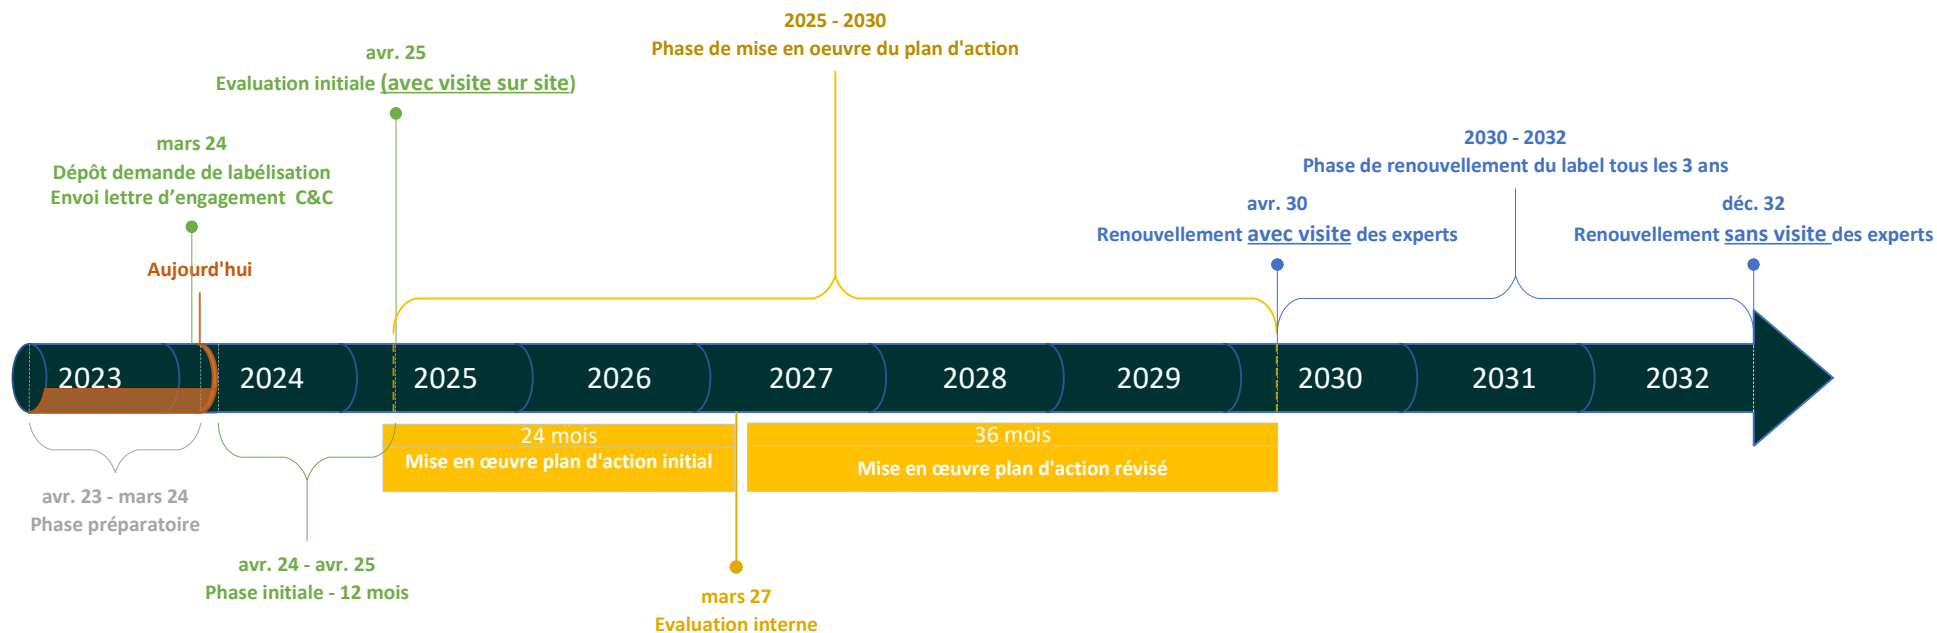 2025 - 2030
Phase de mise en oeuvre du plan d'action
avr. 25
Evaluation initiale (avec visite sur site)
mars 24
Dépôt demande de labélisation
Envoi lettre d’engagement  C&C
Aujourd'hui
2030 - 2032
Phase de renouvellement du label tous les 3 ans
avr. 30
Renouvellement avec visite des experts
déc. 32
Renouvellement sans visite des experts
2023
2024
2025
2026
2027
2028
2029
2030
2031
2032
24 mois
Mise en œuvre plan d'action initial
36 mois
Mise en œuvre plan d'action révisé
avr. 23 - mars 24
Phase préparatoire
avr. 24 - avr. 25
Phase initiale - 12 mois
mars 27
Evaluation interne